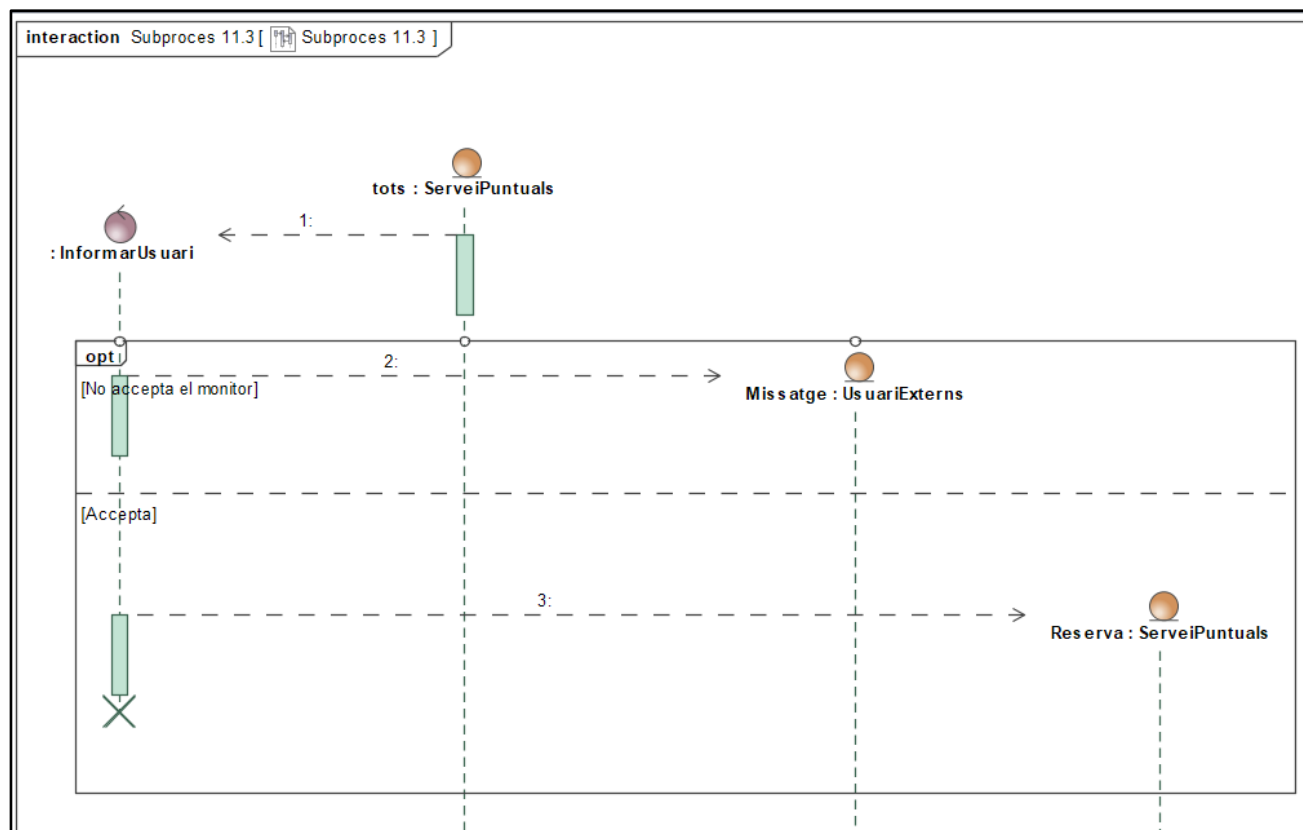 interaction Subproces 11.3 [ Subproces 11.3 ]
tots : ServeiPuntuals
1:
: InformarUsuari
opt
2:
[No accepta el monitor]
Missatge : UsuariExterns
[Accepta]
3:
Reserva : ServeiPuntuals